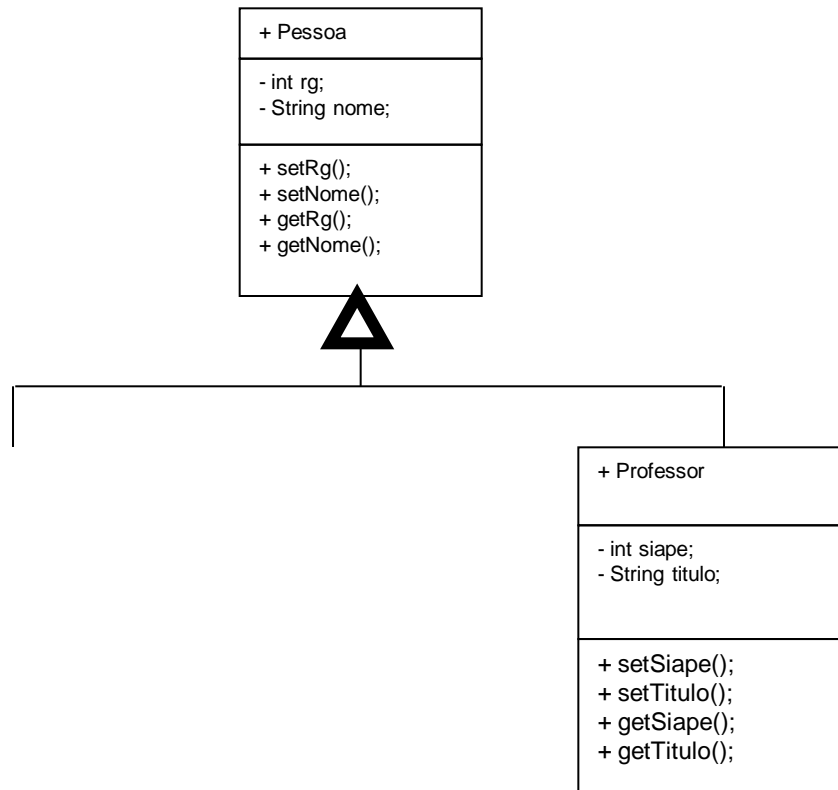 + Pessoa
- int rg;
- String nome;
+ setRg();
+ setNome();
+ getRg();
+ getNome();
+ Professor
- int siape;
- String titulo;
+ setSiape();
+ setTitulo();
+ getSiape();
+ getTitulo();